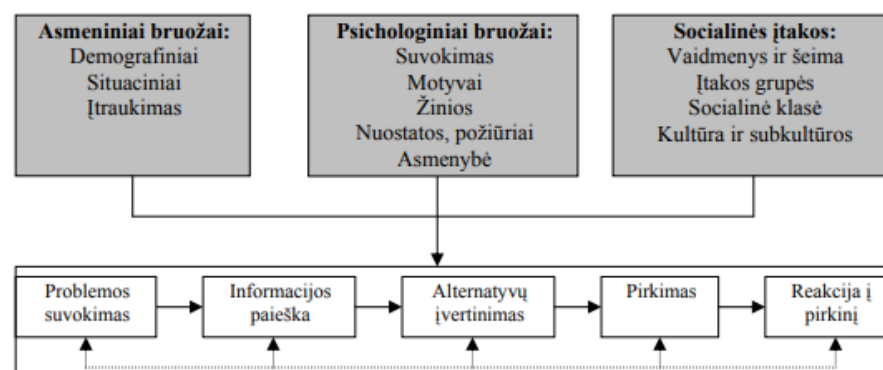 Asmeniniai bruožai:
Demografiniai
Situaciniai
Įtraukimas
Psichologiniai bruožai:
Suvokimas
Motyvai
Žinios
Nuostatos, požiūriai
Asmenybė
Socialinės įtakos:
Vaidmenys ir šeima
Įtakos grupės
Socialinė klasė
Kultūra ir subkultūros
Problemos
suvokimas
Informacijos
paieška
Alternatyvų
įvertinimas
Pirkimas
Reakcija į
pirkinį